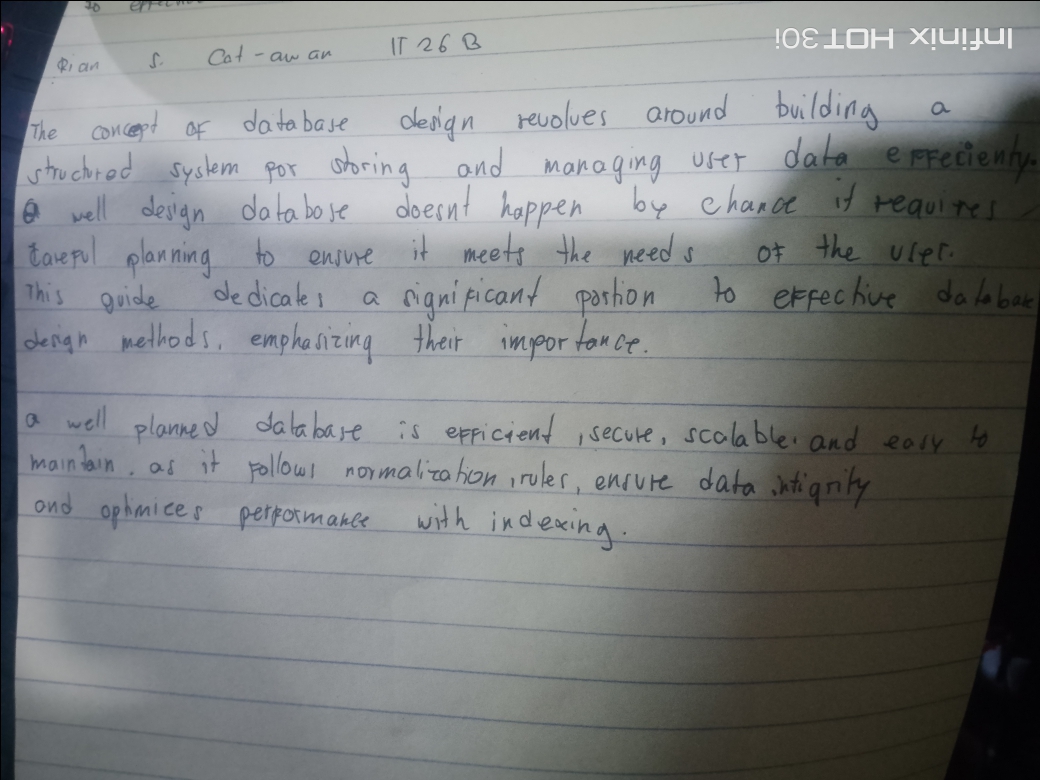 to effective
Rian S. Cat-awan IT 26 B
Infinix HOT 30i
The concept of database design revolves around building a
structured system for storing and managing user data effecienty.
a well design database doesnt happen by chance it requires
Careful planning to ensure it meets the needs of the user.
This guide dedicates a significant portion to effective database
design methods, emphasizing their importance.
a well planned database is efficient, secure, scalable, and easy to
maintain, as it follows normalization, rules, ensure data intigrity
and optimices performance with indexing.